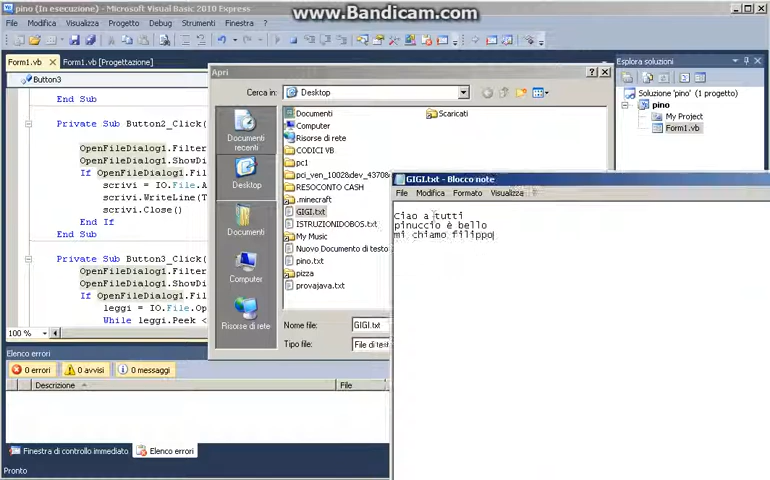 www.Bandicam.com
pino (In esecuzione) - Microsoft Visual Basic 2010 Express
File Modifica Visualizza Progetto Debug Strumenti Finestra ?
Form1.vb Form1.vb [Progettazione]
Button3
End Sub
Private Sub Button2_Click(
OpenFileDialog1.Filter
OpenFileDialog1.ShowDi
If OpenFileDialog1.Fil
scrivi = IO.File.A
scrivi.WriteLine(T
scrivi.Close()
End If
End Sub
Private Sub Button3_Click(
OpenFileDialog1.Filter
OpenFileDialog1.ShowDi
If OpenFileDialog1.Fil
leggi = IO.File.Op
While leggi.Peek <
100 %
Apri
Cerca in: Desktop
Documenti recenti
Desktop
Documenti
Computer
Risorse di rete
Documenti
Computer
Risorse di rete
CODICI VB
pc1
pci_ven_1002&dev_4370&
RESOCONTO CASH
.minecraft
GIGI.txt
ISTRUZIONIDOBOS.txt
My Music
Nuovo Documento di testo
pino.txt
pizza
provajava.txt
Scaricati
Nome file: GIGI.txt
Tipo file: File di test
GIGI.txt - Blocco note
File Modifica Formato Visualizza ?
Ciao a tutti
pinuccio è bello
mi chiamo filippo
Esplora soluzioni
Soluzione 'pino' (1 progetto)
pino
My Project
Form1.vb
Elenco errori
0 errori 0 avvisi 0 messaggi
Descrizione File
Finestra di controllo immediato Elenco errori
Pronto